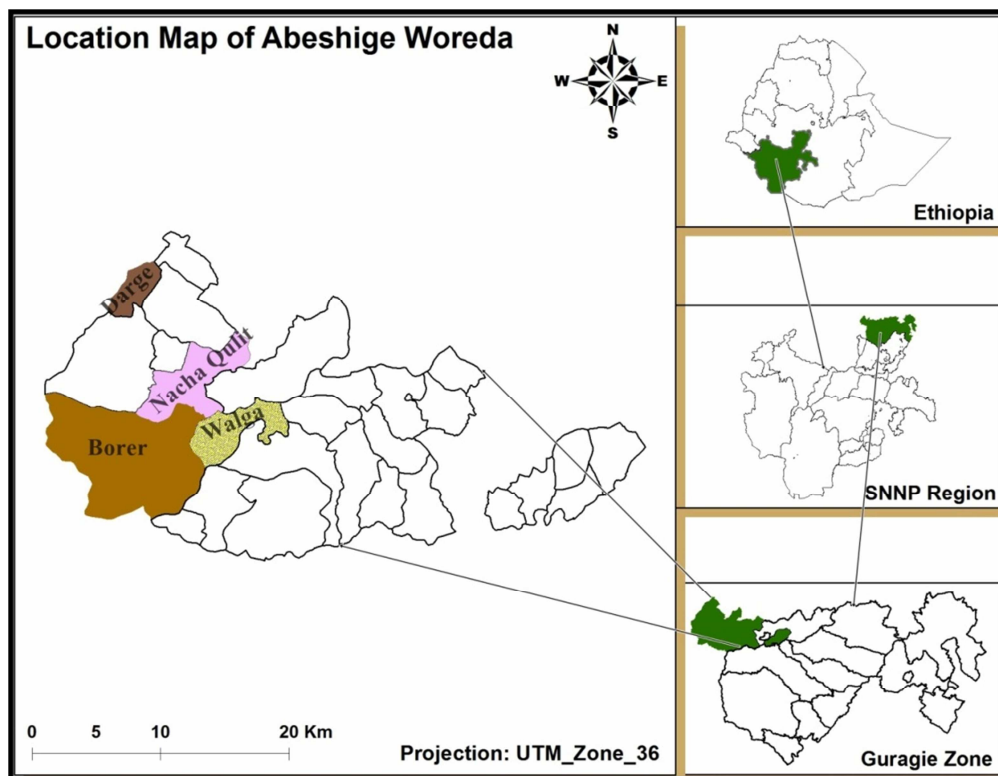 Location Map of Abeshige Woreda
N
W
E
S
Ethiopia
Darge
Nacha Qulit
Walga
Borer
SNNP Region
0 5 10 20 Km
Projection: UTM_Zone_36
Guragie Zone